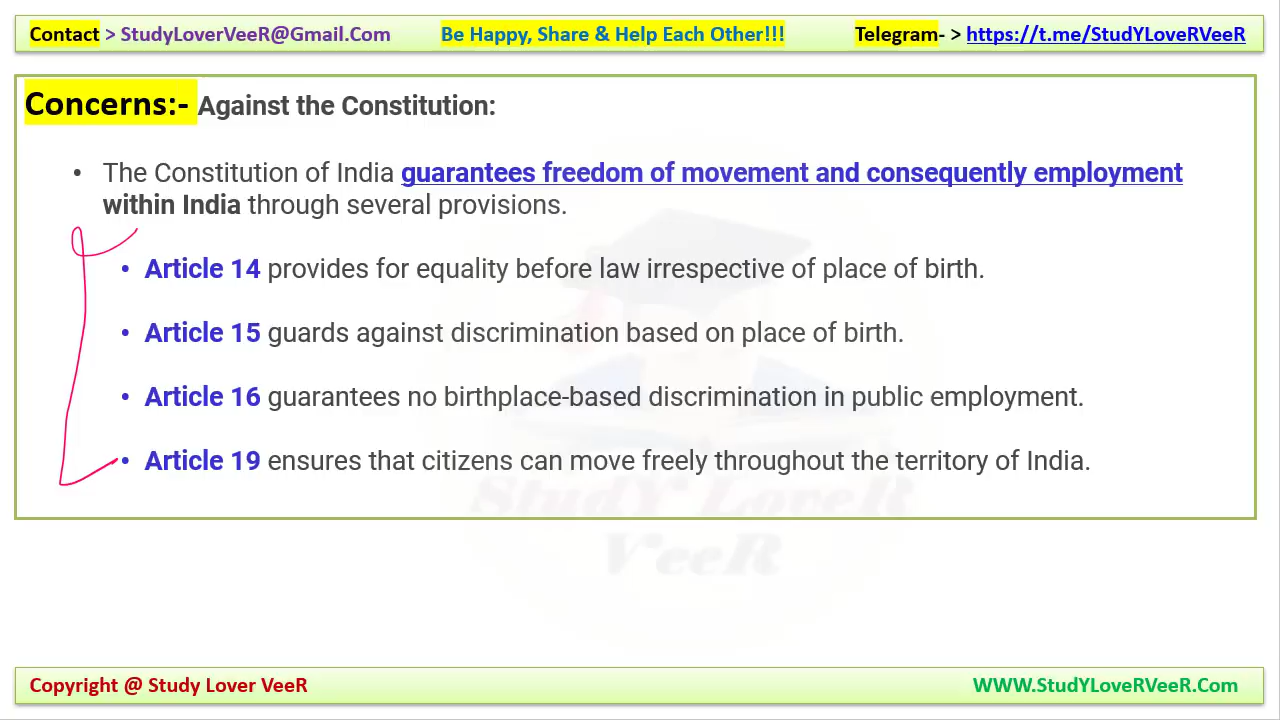 Contact > StudyLoverVeeR@Gmail.Com Be Happy, Share & Help Each Other!!! Telegram- > https://t.me/StudYLoveRVeeR
Concerns:- Against the Constitution:
• The Constitution of India guarantees freedom of movement and consequently employment
within India through several provisions.
• Article 14 provides for equality before law irrespective of place of birth.
• Article 15 guards against discrimination based on place of birth.
• Article 16 guarantees no birthplace-based discrimination in public employment.
• Article 19 ensures that citizens can move freely throughout the territory of India.
StudY LoveR
VeeR
Copyright @ Study Lover VeeR WWW.StudYLoveRVeeR.Com